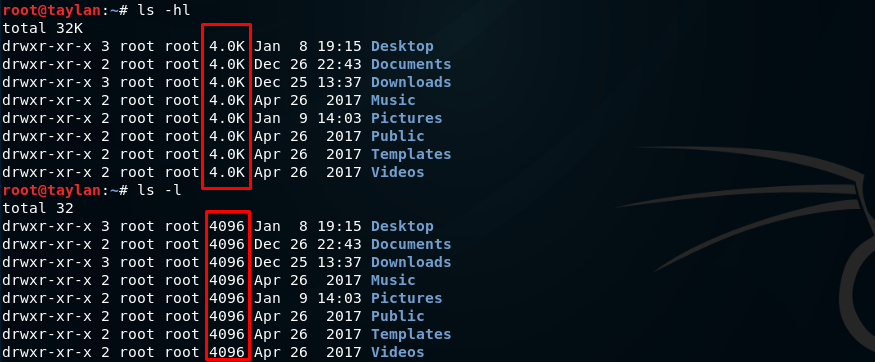 root@taylan:~# ls -hl
total 32K
drwxr-xr-x 3 root root 4.0K Jan  8 19:15 Desktop
drwxr-xr-x 2 root root 4.0K Dec 26 22:43 Documents
drwxr-xr-x 3 root root 4.0K Dec 25 13:37 Downloads
drwxr-xr-x 2 root root 4.0K Apr 26  2017 Music
drwxr-xr-x 2 root root 4.0K Jan  9 14:03 Pictures
drwxr-xr-x 2 root root 4.0K Apr 26  2017 Public
drwxr-xr-x 2 root root 4.0K Apr 26  2017 Templates
drwxr-xr-x 2 root root 4.0K Apr 26  2017 Videos
root@taylan:~# ls -l
total 32
drwxr-xr-x 3 root root 4096 Jan  8 19:15 Desktop
drwxr-xr-x 2 root root 4096 Dec 26 22:43 Documents
drwxr-xr-x 3 root root 4096 Dec 25 13:37 Downloads
drwxr-xr-x 2 root root 4096 Apr 26  2017 Music
drwxr-xr-x 2 root root 4096 Jan  9 14:03 Pictures
drwxr-xr-x 2 root root 4096 Apr 26  2017 Public
drwxr-xr-x 2 root root 4096 Apr 26  2017 Templates
drwxr-xr-x 2 root root 4096 Apr 26  2017 Videos